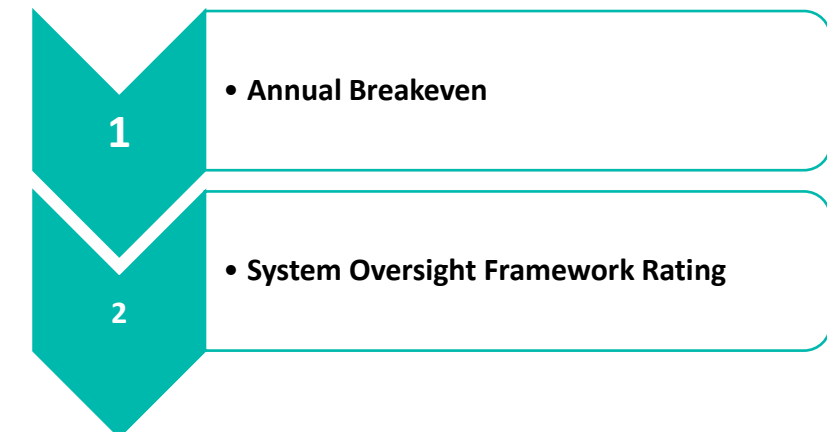 1
• Annual Breakeven
2
• System Oversight Framework Rating